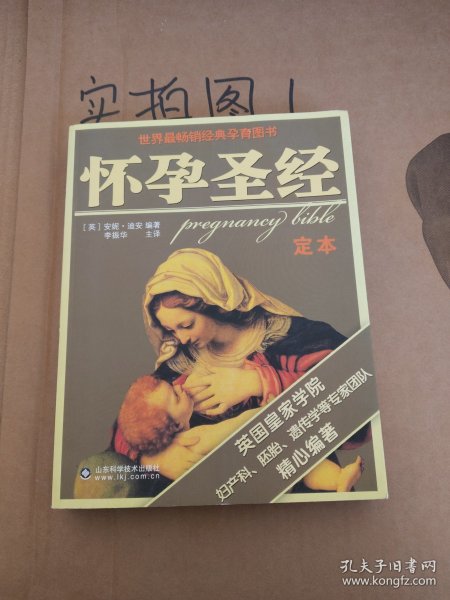 实拍图!
世界最畅销经典孕育图书
怀孕圣经
pregnancy bible
[英] 安妮·迪安 编著
李振华 主译
定本
英国皇家学院
妇产科、胚胎、遗传学等专家团队
精心编著
山东科学技术出版社
www.lkj.com.cn
孔夫子旧书网
www.kongfz.com